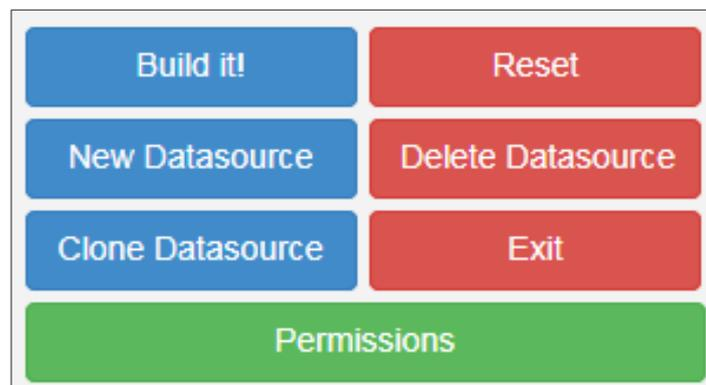 Build it!
Reset
New Datasource
Delete Datasource
Clone Datasource
Exit
Permissions